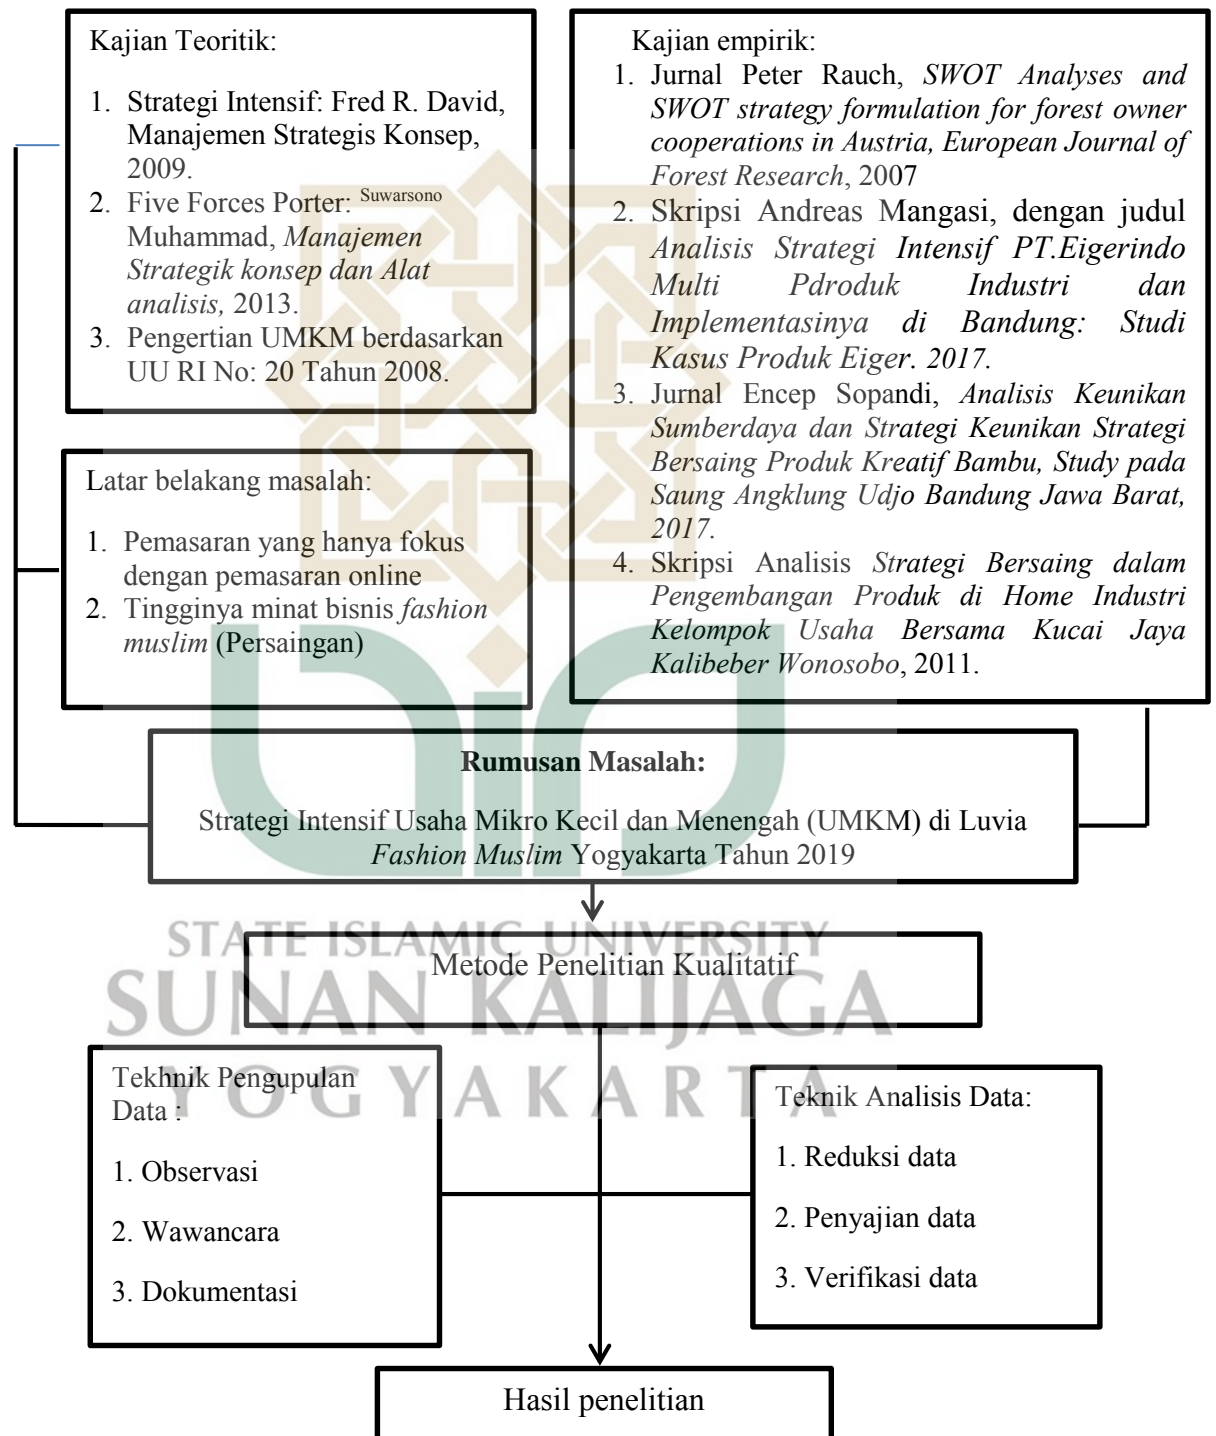 Kajian Teoritik:
1. Strategi Intensif: Fred R. David,
Manajemen Strategis Konsep,
2009.
2. Five Forces Porter: Suwarsono
Muhammad, Manajemen
Strategik konsep dan Alat
analisis, 2013.
3. Pengertian UMKM berdasarkan
UU RI No: 20 Tahun 2008.
Kajian empirik:
1. Jurnal Peter Rauch, SWOT Analyses and
SWOT strategy formulation for forest owner
cooperations in Austria, European Journal of
Forest Research, 2007
2. Skripsi Andreas Mangasi, dengan judul
Analisis Strategi Intensif PT.Eigerindo
Multi Pdroduk Industri dan
Implementasinya di Bandung: Studi
Kasus Produk Eiger. 2017.
3. Jurnal Encep Sopandi, Analisis Keunikan
Sumberdaya dan Strategi Keunikan Strategi
Bersaing Produk Kreatif Bambu, Study pada
Saung Angklung Udjo Bandung Jawa Barat,
2017.
4. Skripsi Analisis Strategi Bersaing dalam
Pengembangan Produk di Home Industri
Kelompok Usaha Bersama Kucai Jaya
Kalibeber Wonosobo, 2011.
Latar belakang masalah:
1. Pemasaran yang hanya fokus
dengan pemasaran online
2. Tingginya minat bisnis fashion
muslim (Persaingan)
Rumusan Masalah:
Strategi Intensif Usaha Mikro Kecil dan Menengah (UMKM) di Luvia
Fashion Muslim Yogyakarta Tahun 2019
STATE ISLAMIC UNIVERSITY
Metode Penelitian Kualitatif
SUNAN KALIJAGA
YOGYAKARTA
Tekhnik Pengupulan
Data :
1. Observasi
2. Wawancara
3. Dokumentasi
Teknik Analisis Data:
1. Reduksi data
2. Penyajian data
3. Verifikasi data
Hasil penelitian